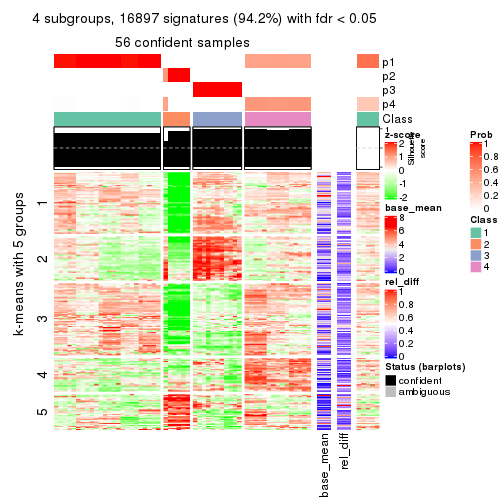 4 subgroups, 16897 signatures (94.2%) with fdr < 0.05
56 confident samples
p1
p2
p3
p4
Class
Silhouette
score
k-means with 5 groups
1
2
3
4
5
base_mean
rel_diff
z-score
2
1
0
-1
-2
base_mean
8
6
4
2
0
rel_diff
1
0.8
0.6
0.4
0.2
0
Status (barplots)
confident
ambiguous
Prob
1
0.8
0.6
0.4
0.2
0
Class
1
2
3
4